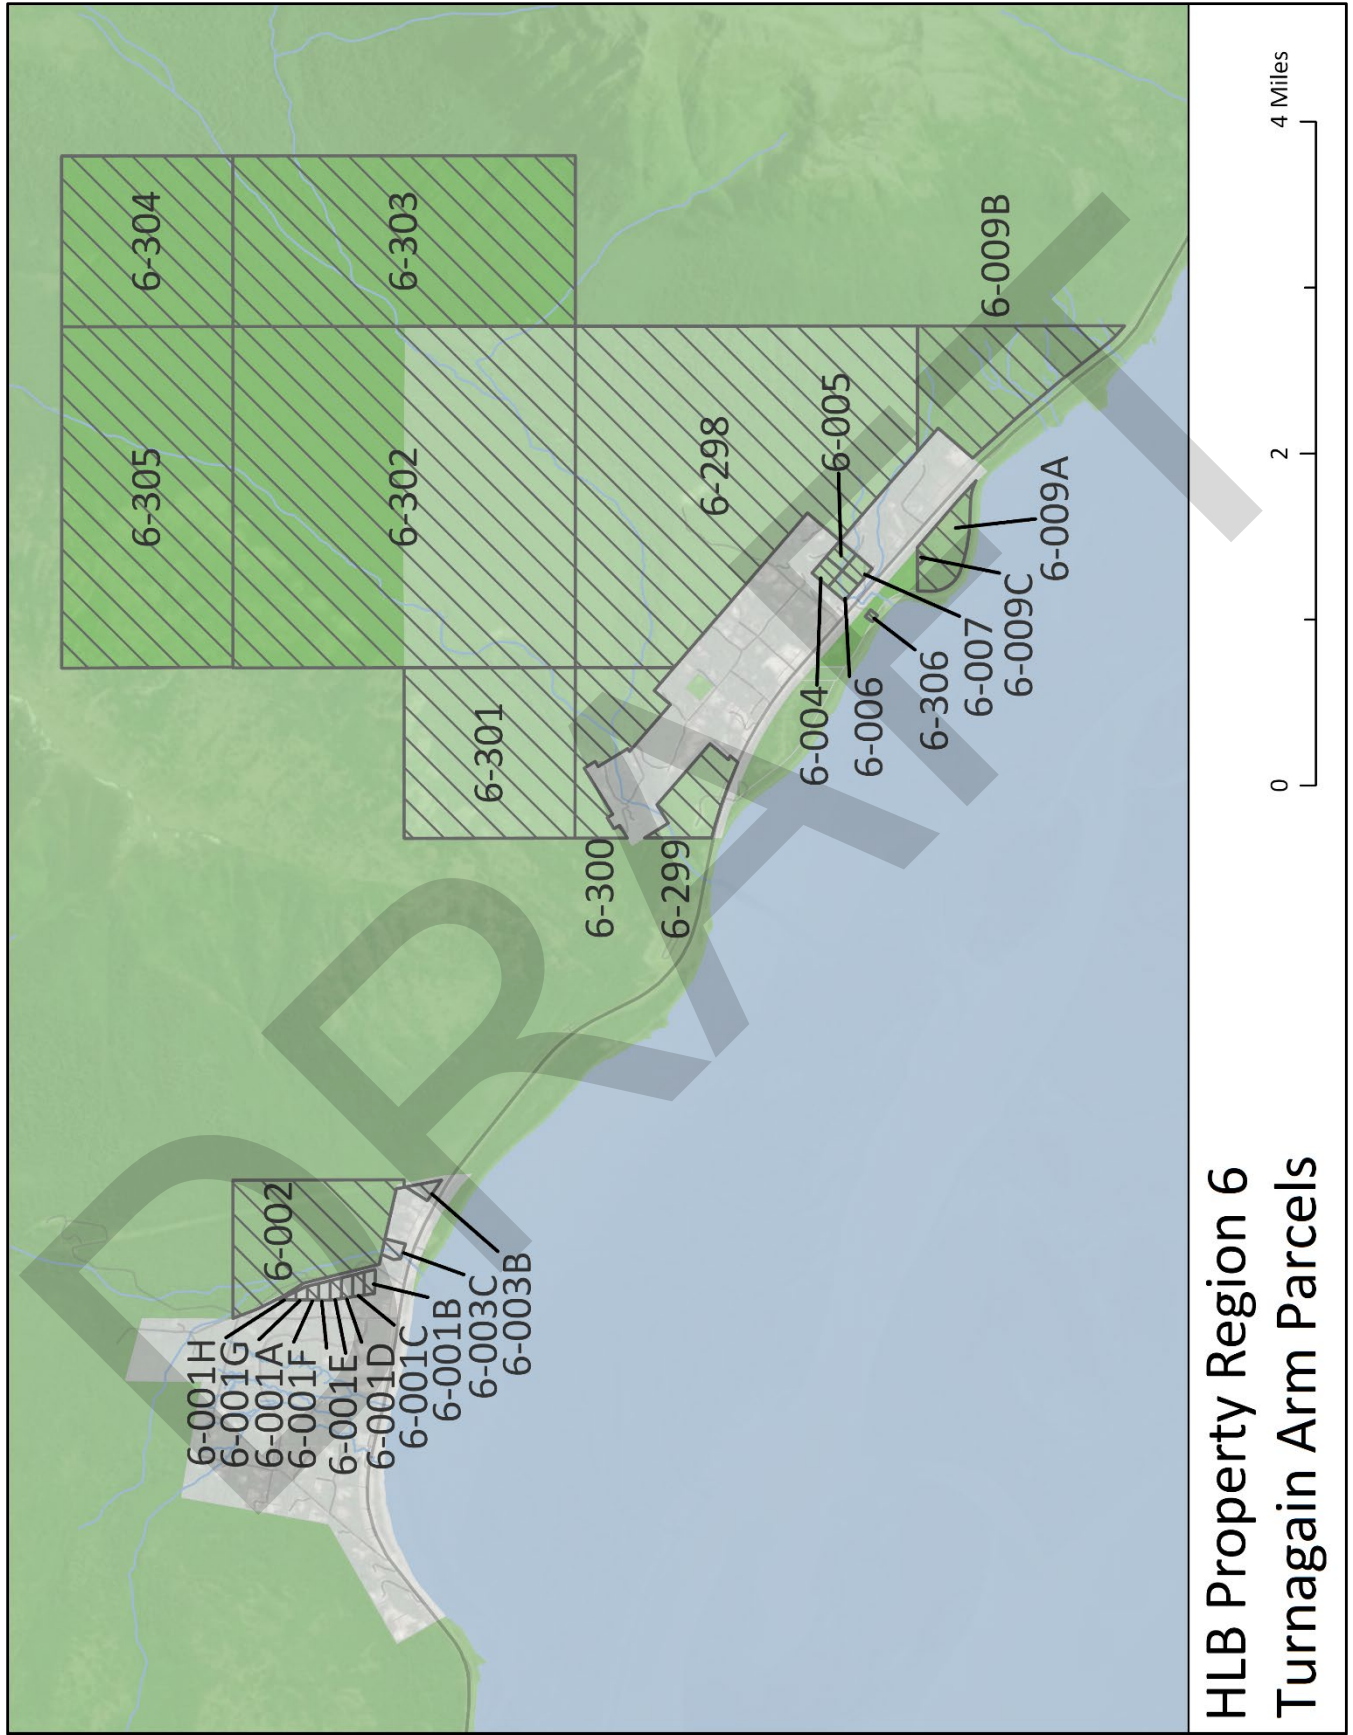 6-304
6-303
6-305
6-302
6-301
6-298
6-009B
6-005
6-300
6-299
6-004
6-006
6-306
6-007
6-009C
6-009A
6-002
6-001H
6-001G
6-001A
6-001F
6-001E
6-001D
6-001C
6-001B
6-003C
6-003B
DRAFT
HLB Property Region 6
Turnagain Arm Parcels
0 2 4 Miles